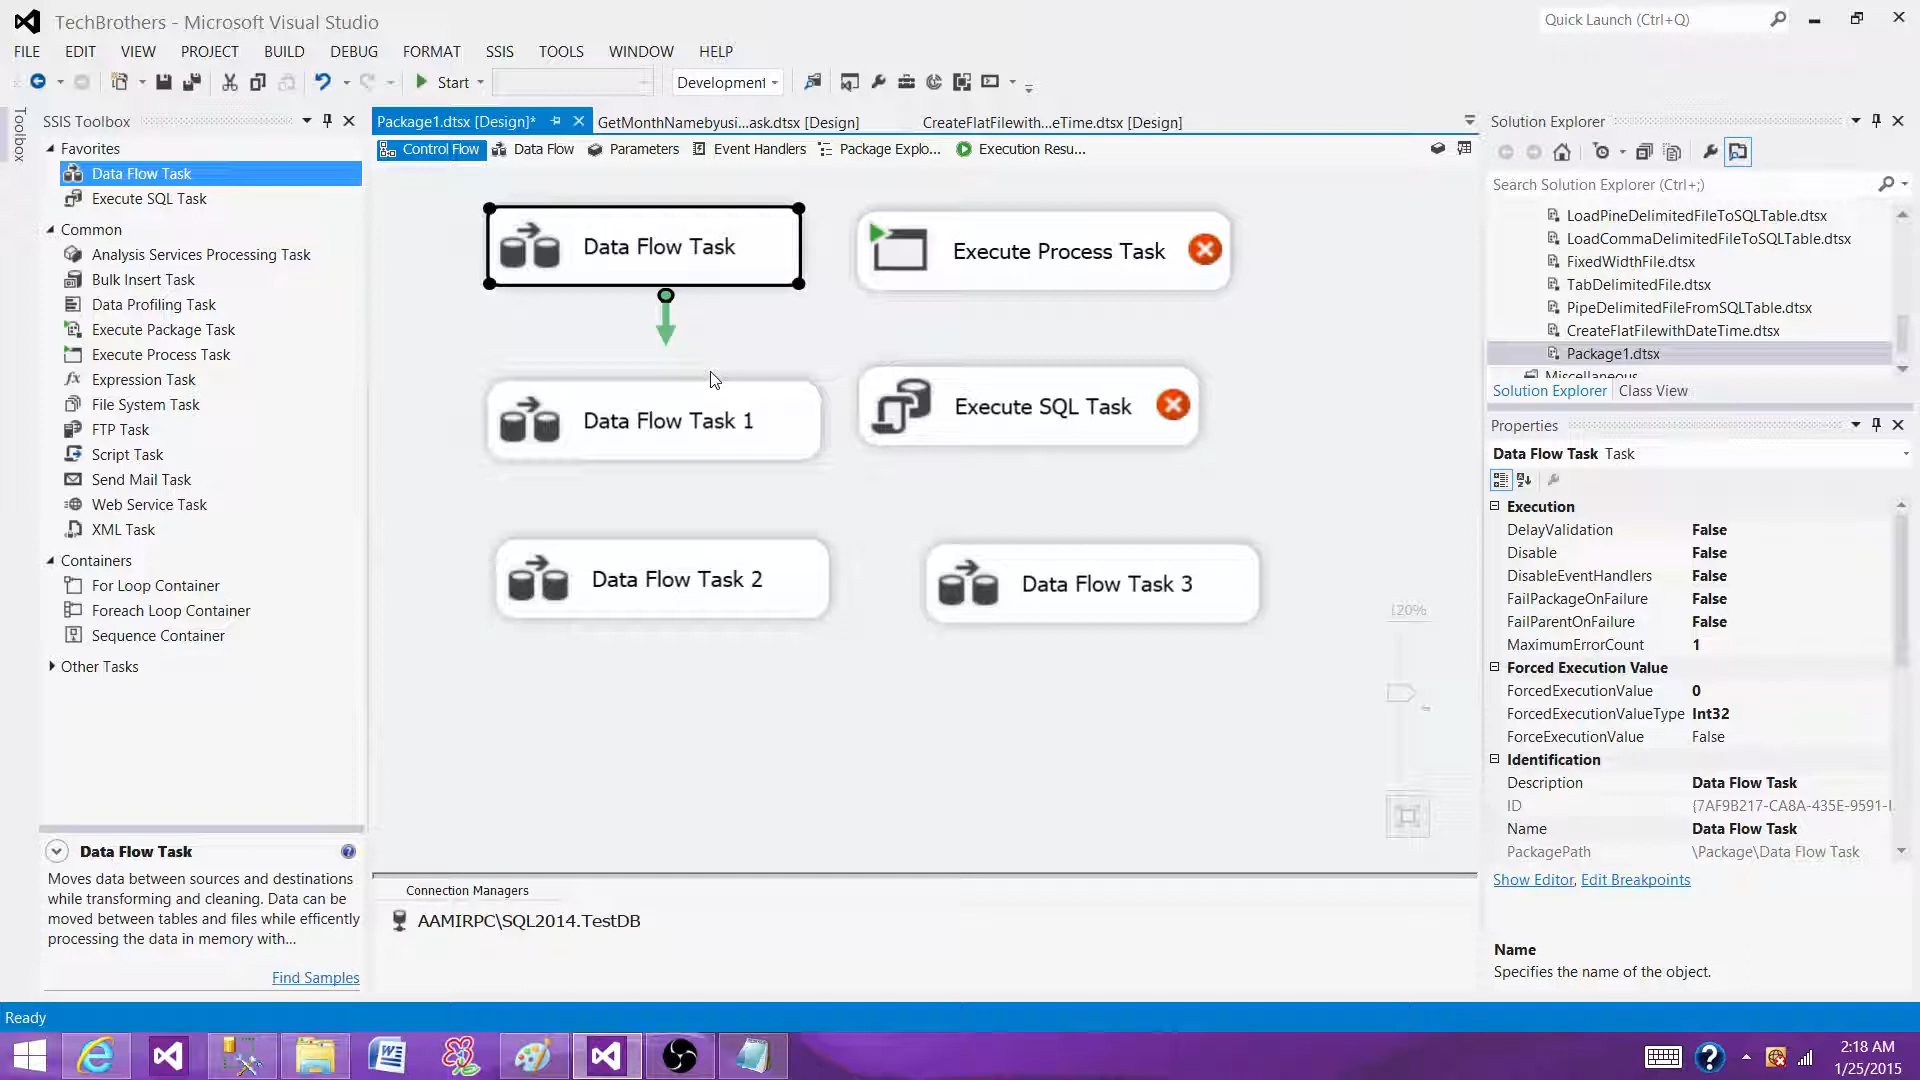 TechBrothers - Microsoft Visual Studio
Quick Launch (Ctrl+Q)
FILE EDIT VIEW PROJECT BUILD DEBUG FORMAT SSIS TOOLS WINDOW HELP
Start
Development
Toolbox
SSIS Toolbox
Favorites
Data Flow Task
Execute SQL Task
Common
Analysis Services Processing Task
Bulk Insert Task
Data Profiling Task
Execute Package Task
Execute Process Task
Expression Task
File System Task
FTP Task
Script Task
Send Mail Task
Web Service Task
XML Task
Containers
For Loop Container
Foreach Loop Container
Sequence Container
Other Tasks
Data Flow Task
Moves data between sources and destinations
while transforming and cleaning. Data can be
moved between tables and files while efficently
processing the data in memory with...
Find Samples
Package1.dtsx [Design]* GetMonthNamebyusi...ask.dtsx [Design] CreateFlatFilewith...eTime.dtsx [Design]
Control Flow Data Flow Parameters Event Handlers Package Explo... Execution Resu...
Data Flow Task
Execute Process Task
Data Flow Task 1
Execute SQL Task
Data Flow Task 2
Data Flow Task 3
120%
Connection Managers
AAMIRPC\SQL2014.TestDB
Solution Explorer
Search Solution Explorer (Ctrl+;)
LoadPineDelimitedFileToSQLTable.dtsx
LoadCommaDelimitedFileToSQLTable.dtsx
FixedWidthFile.dtsx
TabDelimitedFile.dtsx
PipeDelimitedFileFromSQLTable.dtsx
CreateFlatFilewithDateTime.dtsx
Package1.dtsx
Miscellaneous
Solution Explorer Class View
Properties
Data Flow Task Task
Execution
DelayValidation False
Disable False
DisableEventHandlers False
FailPackageOnFailure False
FailParentOnFailure False
MaximumErrorCount 1
Forced Execution Value
ForcedExecutionValue 0
ForcedExecutionValueType Int32
ForceExecutionValue False
Identification
Description Data Flow Task
ID {7AF9B217-CA8A-435E-9591-
Name Data Flow Task
PackagePath \Package\Data Flow Task
Show Editor, Edit Breakpoints
Name
Specifies the name of the object.
Ready
2:18 AM
1/25/2015